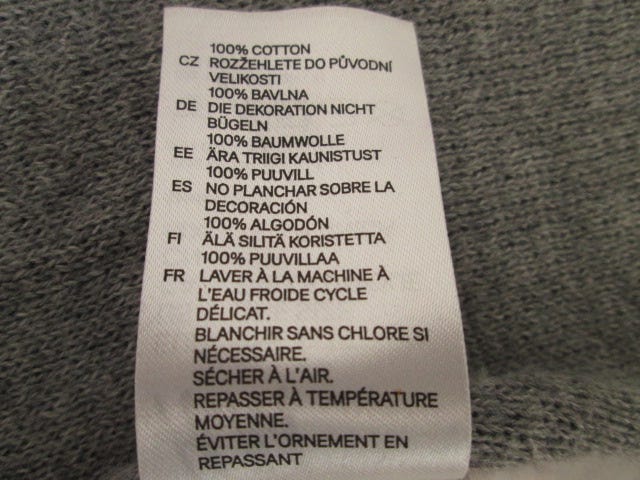 100% COTTON
CZ ROZŽEHLETE DO PŮVODNÍ
VELIKOSTI
100% BAVLNA
DE DIE DEKORATION NICHT
BÜGELN
100% BAUMWOLLE
EE ÄRA TRIIGI KAUNISTUST
100% PUUVILL
ES NO PLANCHAR SOBRE LA
DECORACIÓN
100% ALGODÓN
FI ÄLÄ SILITÄ KORISTETTA
100% PUUVILLAA
FR LAVER À LA MACHINE À
L'EAU FROIDE CYCLE
DÉLICAT.
BLANCHIR SANS CHLORE SI
NÉCESSAIRE.
SÉCHER À L'AIR.
REPASSER À TEMPÉRATURE
MOYENNE.
ÉVITER L'ORNEMENT EN
REPASSANT